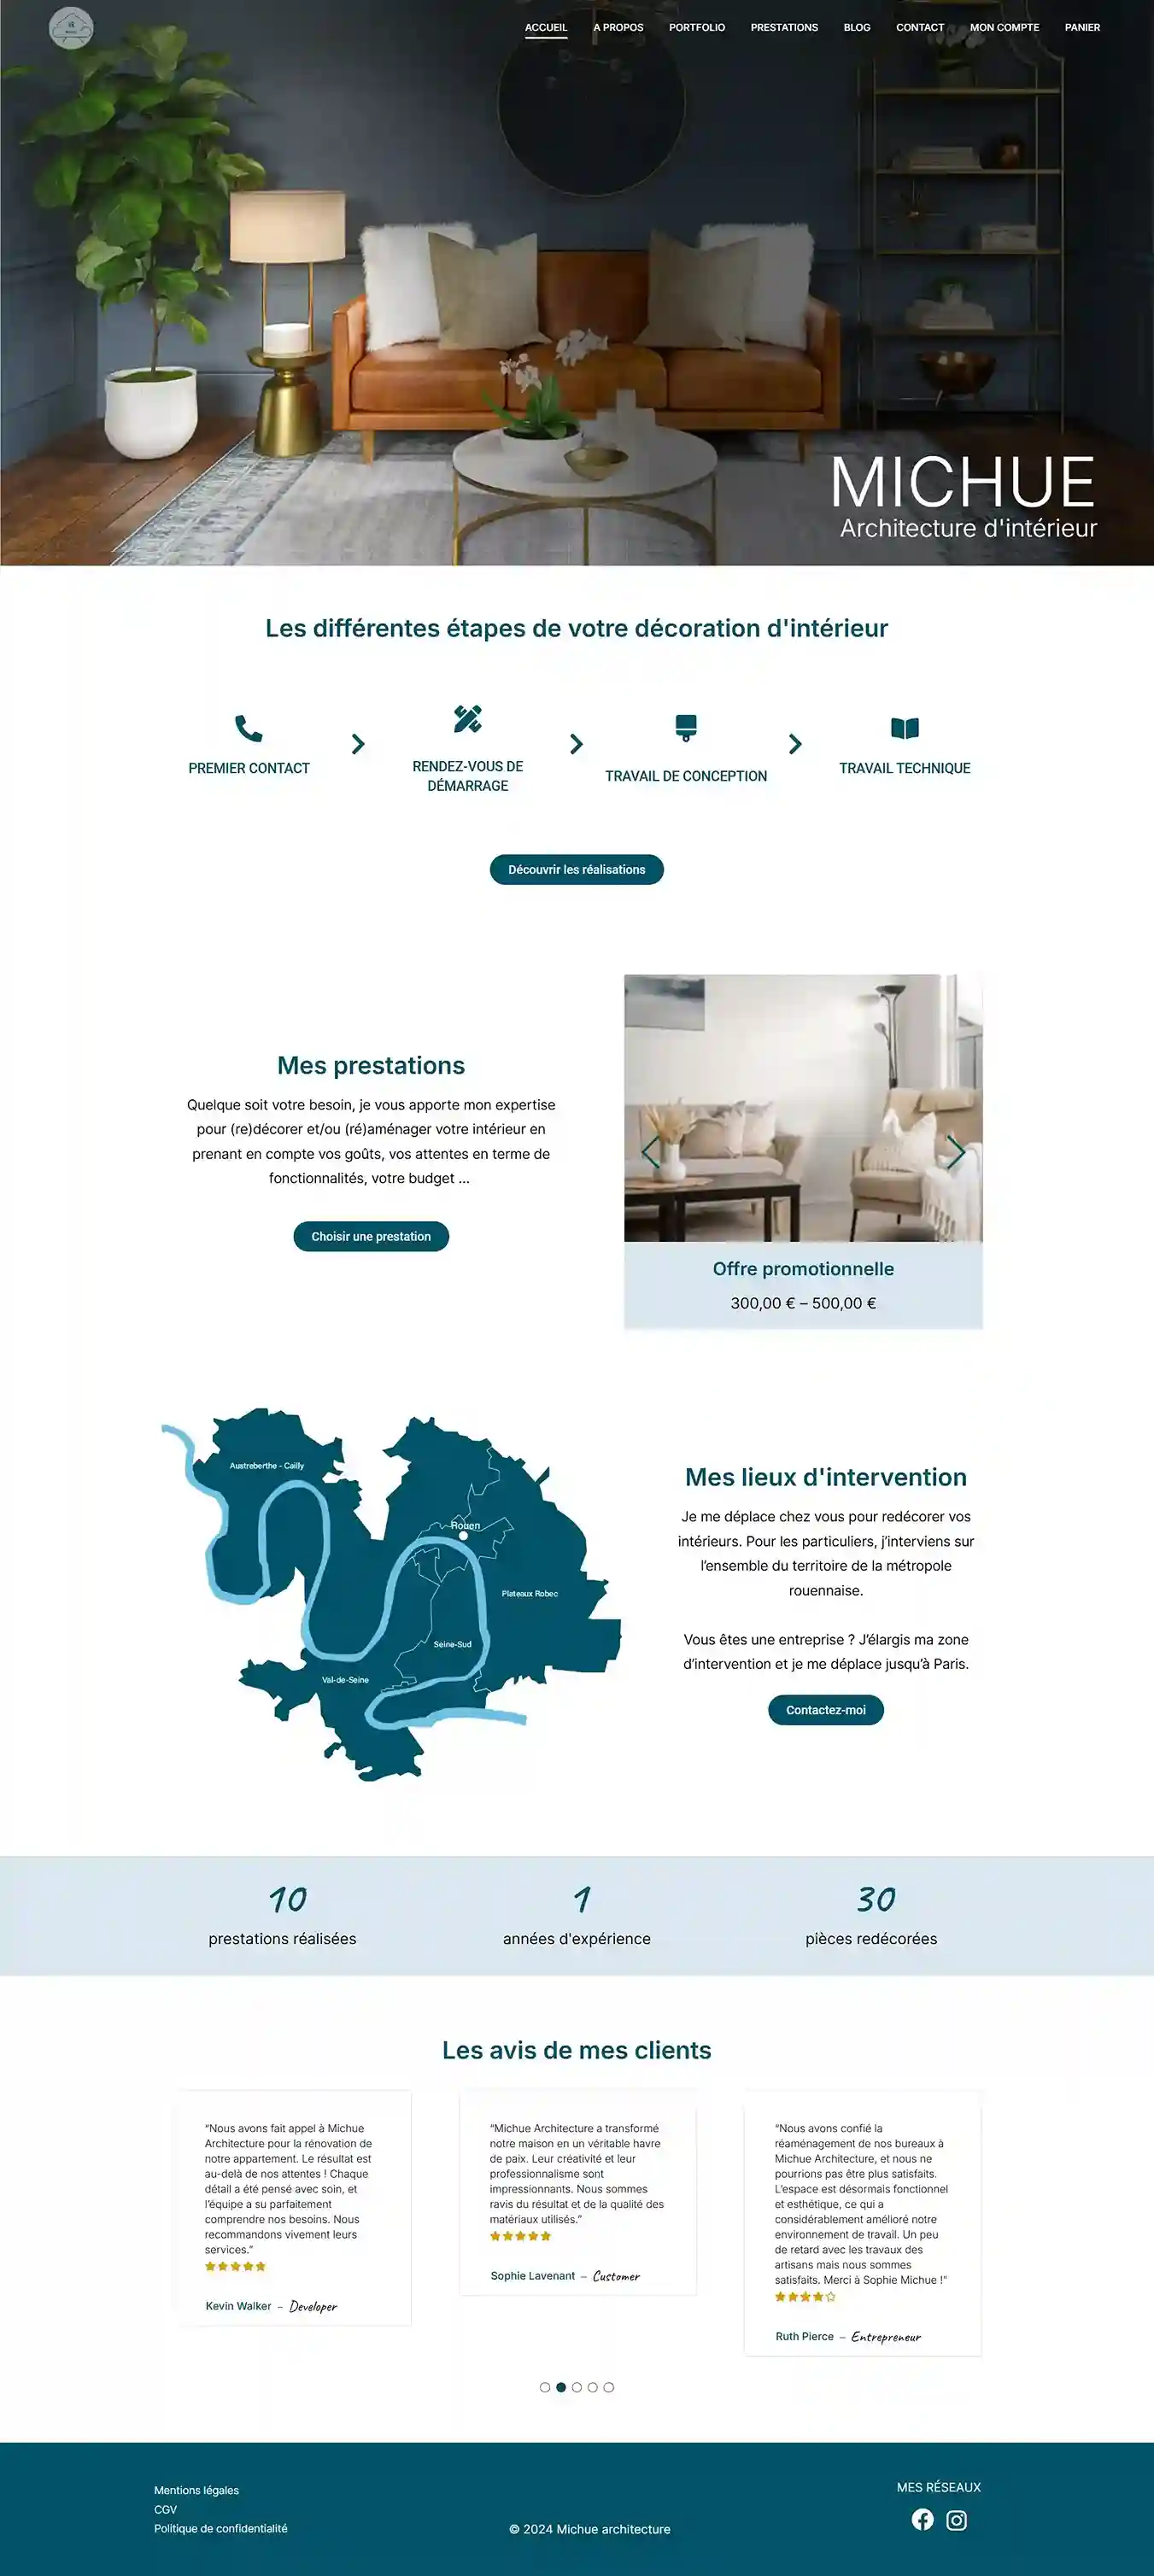 ACCUEIL A PROPOS PORTFOLIO PRESTATIONS BLOG CONTACT MON COMPTE PANIER
MICHUE
Architecture d'intérieur
Les différentes étapes de votre décoration d'intérieur
PREMIER CONTACT
RENDEZ-VOUS DE
DÉMARRAGE
TRAVAIL DE CONCEPTION
TRAVAIL TECHNIQUE
Découvrir les réalisations
Mes prestations
Quelque soit votre besoin, je vous apporte mon expertise
pour (re)décorer et/ou (ré)aménager votre intérieur en
prenant en compte vos goûts, vos attentes en terme de
fonctionnalités, votre budget ...
Choisir une prestation
Offre promotionnelle
300,00 € – 500,00 €
Austreberthe - Cailly
Rouen
Plateaux Robec
Seine-Sud
Val-de-Seine
Mes lieux d'intervention
Je me déplace chez vous pour redécorer vos
intérieurs. Pour les particuliers, j’interviens sur
l’ensemble du territoire de la métropole
rouennaise.
Vous êtes une entreprise ? J’élargis ma zone
d’intervention et je me déplace jusqu’à Paris.
Contactez-moi
10
prestations réalisées
1
années d'expérience
30
pièces redécorées
Les avis de mes clients
“Nous avons fait appel à Michue
Architecture pour la rénovation de
notre appartement. Le résultat est
au-delà de nos attentes ! Chaque
détail a été pensé avec soin, et
l’équipe a su parfaitement
comprendre nos besoins. Nous
recommandons vivement leurs
services.”
Kevin Walker – Developer
“Michue Architecture a transformé
notre maison en un véritable havre
de paix. Leur créativité et leur
professionnalisme sont
impressionnants. Nous sommes
ravis du résultat et de la qualité des
matériaux utilisés.”
Sophie Lavenant – Customer
“Nous avons confié la
réaménagement de nos bureaux à
Michue Architecture, et nous ne
pourrions pas être plus satisfaits.
L’espace est désormais fonctionnel
et esthétique, ce qui a
considérablement amélioré notre
environnement de travail. Un peu
de retard avec les travaux des
artisans mais nous sommes
satisfaits. Merci à Sophie Michue !"
Ruth Pierce – Entrepreneur
Mentions légales
CGV
Politique de confidentialité
© 2024 Michue architecture
MES RÉSEAUX